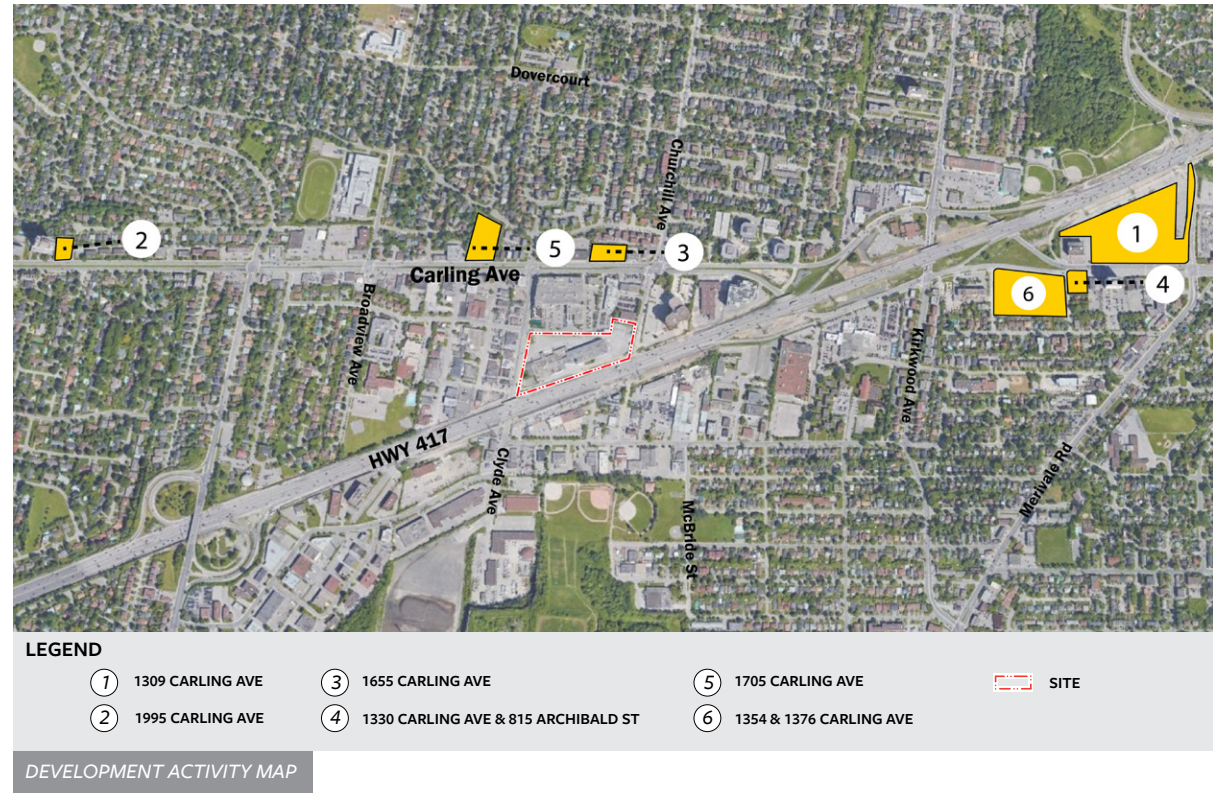 Dovercourt
Churchill Ave
1
2
5
3
Carling Ave
4
6
Broadview Ave
Kirkwood Ave
HWY 417
Clyde Ave
Merivale Rd
McBride St
LEGEND
1 1309 CARLING AVE
2 1995 CARLING AVE
3 1655 CARLING AVE
4 1330 CARLING AVE & 815 ARCHIBALD ST
5 1705 CARLING AVE
6 1354 & 1376 CARLING AVE
SITE
DEVELOPMENT ACTIVITY MAP